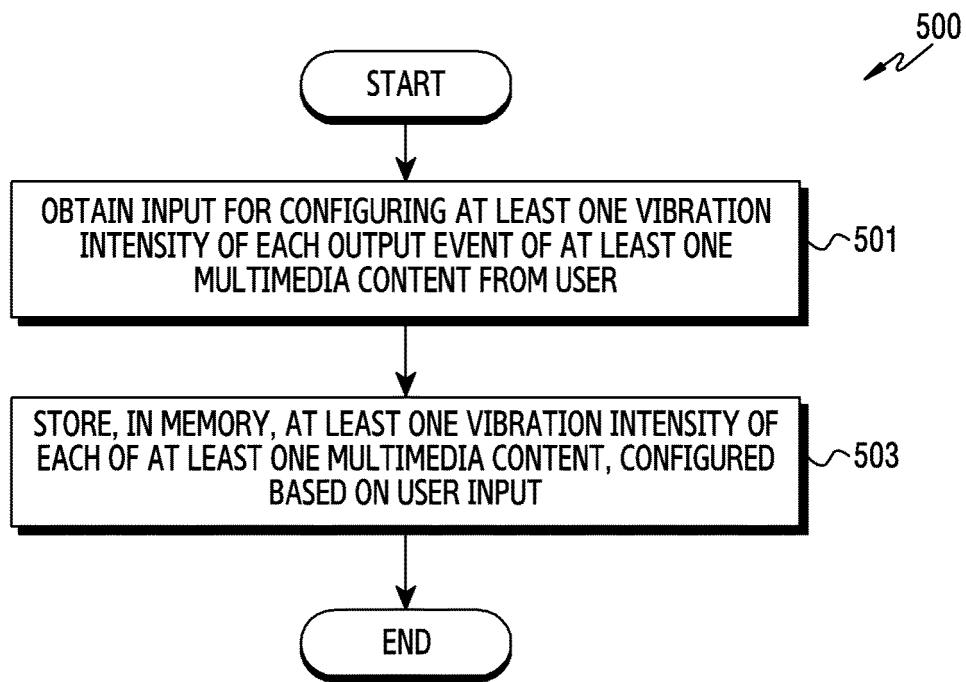 500
START
OBTAIN INPUT FOR CONFIGURING AT LEAST ONE VIBRATION
INTENSITY OF EACH OUTPUT EVENT OF AT LEAST ONE
MULTIMEDIA CONTENT FROM USER
501
STORE, IN MEMORY, AT LEAST ONE VIBRATION INTENSITY OF
EACH OF AT LEAST ONE MULTIMEDIA CONTENT, CONFIGURED
BASED ON USER INPUT
503
END